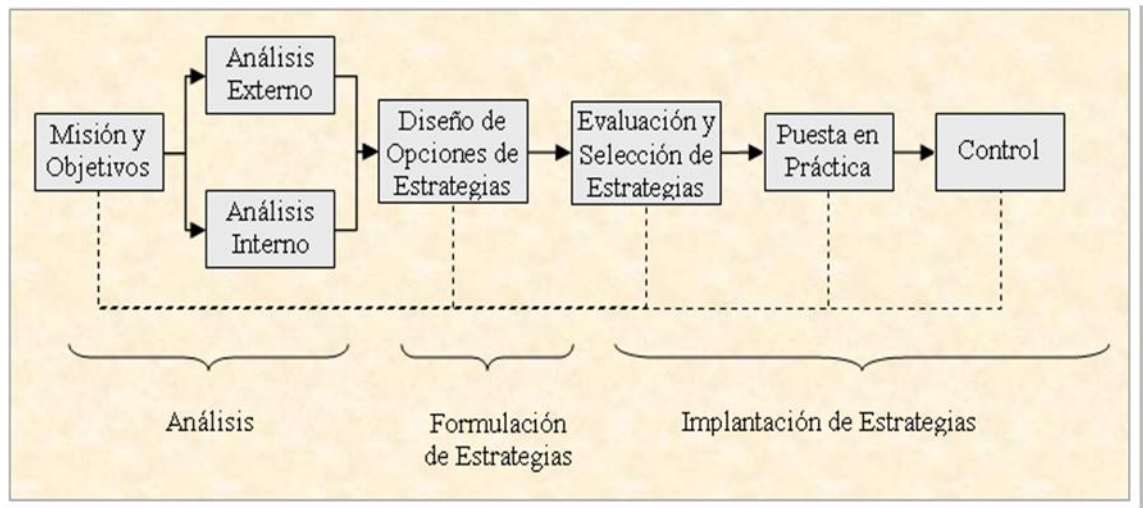 Misión y
Objetivos
Análisis
Externo
Análisis
Interno
Diseño de
Opciones de
Estrategias
Evaluación y
Selección de
Estrategias
Puesta en
Práctica
Control
Análisis
Formulación
de Estrategias
Implantación de Estrategias